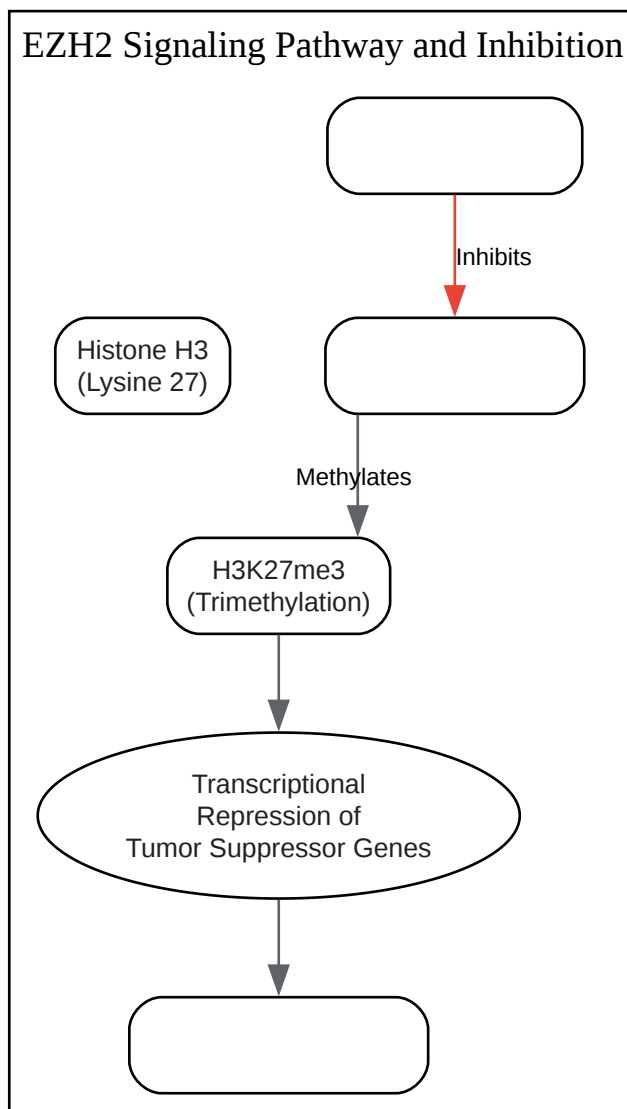 EZH2 Signaling Pathway and Inhibition
Inhibits
Histone H3
(Lysine 27)
Methylates
H3K27me3
(Trimethylation)
Transcriptional
Repression of
Tumor Suppressor Genes